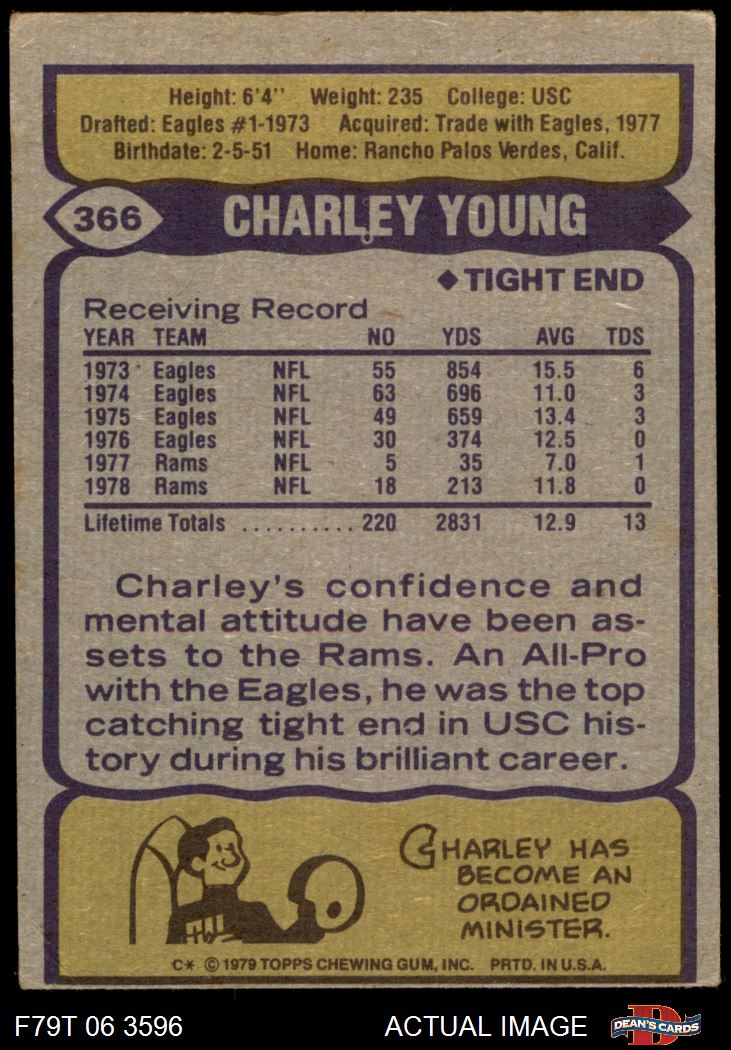 Height: 6'4'' Weight: 235 College: USC
Drafted: Eagles #1-1973 Acquired: Trade with Eagles, 1977
Birthdate: 2-5-51 Home: Rancho Palos Verdes, Calif.
366 CHARLEY YOUNG
◆TIGHT END
Receiving Record
YEAR TEAM NO YDS AVG TDS
1973 Eagles NFL 55 854 15.5 6
1974 Eagles NFL 63 696 11.0 3
1975 Eagles NFL 49 659 13.4 3
1976 Eagles NFL 30 374 12.5 0
1977 Rams NFL 5 35 7.0 1
1978 Rams NFL 18 213 11.8 0
Lifetime Totals .......... 220 2831 12.9 13
Charley's confidence and
mental attitude have been as-
sets to the Rams. An All-Pro
with the Eagles, he was the top
catching tight end in USC his-
tory during his brilliant career.
CHARLEY HAS
BECOME AN
ORDAINED
MINISTER.
C* © 1979 TOPPS CHEWING GUM, INC. PRTD. IN U.S.A.
F79T 06 3596 ACTUAL IMAGE D DEAN'S CARDS